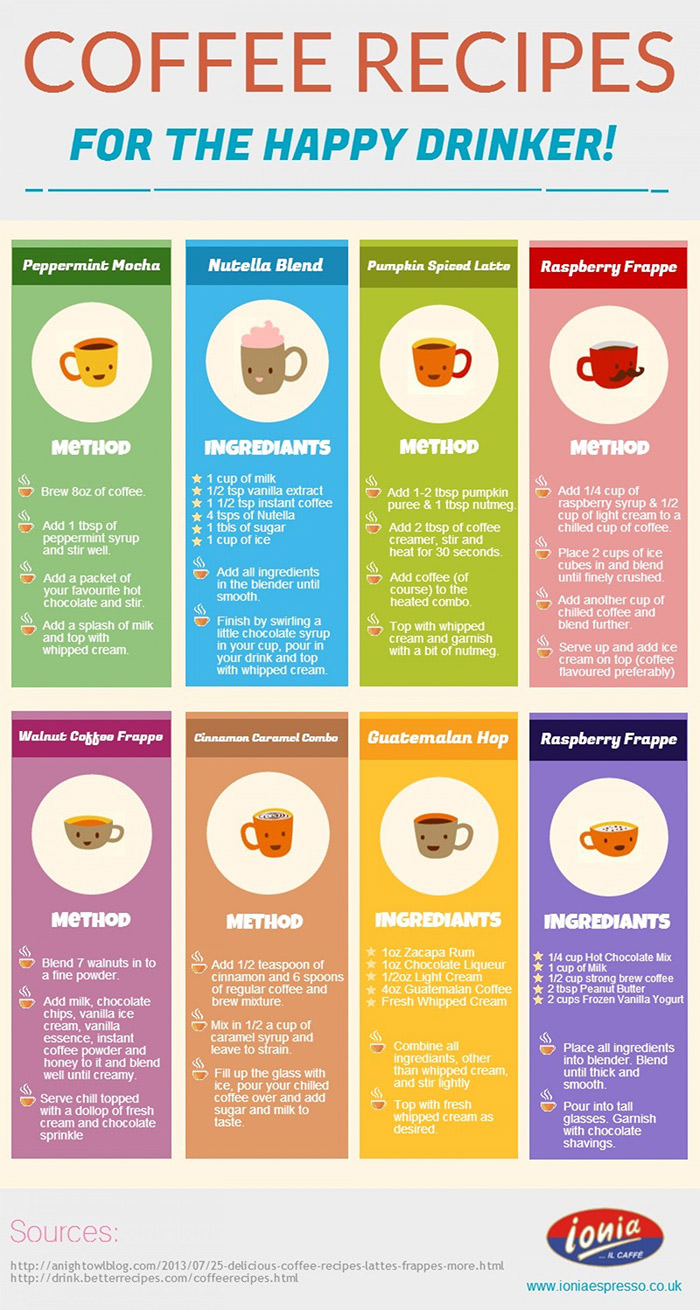 COFFEE RECIPES
FOR THE HAPPY DRINKER!
Peppermint Mocha
METHOD
Brew 8oz of coffee.
Add 1 tbsp of
peppermint syrup
and stir well.
Add a packet of
your favourite hot
chocolate and stir.
Add a splash of milk
and top with
whipped cream.
Nutella Blend
INGREDIANTS
1 cup of milk
1/2 tsp vanilla extract
1 1/2 tsp instant coffee
4 tsps of Nutella
1 tbls of sugar
1 cup of ice
Add all ingredients
in the blender until
smooth.
Finish by swirling a
little chocolate syrup
in your cup, pour in
your drink and top
with whipped cream.
Pumpkin Spiced Latte
METHOD
Add 1-2 tbsp pumpkin
puree & 1 tbsp nutmeg.
Add 2 tbsp of coffee
creamer, stir and
heat for 30 seconds.
Add coffee (of
course) to the
heated combo.
Top with whipped
cream and garnish
with a bit of nutmeg.
Raspberry Frappe
METHOD
Add 1/4 cup of
raspberry syrup & 1/2
cup of light cream to a
chilled cup of coffee.
Place 2 cups of ice
cubes in and blend
until finely crushed.
Add another cup of
chilled coffee and
blend further.
Serve up and add ice
cream on top (coffee
flavoured preferably)
Walnut Coffee Frappe
METHOD
Blend 7 walnuts in to
a fine powder.
Add milk, chocolate
chips, vanilla ice
cream, vanilla
essence, instant
coffee powder and
honey to it and blend
well until creamy.
Serve chill topped
with a dollop of fresh
cream and chocolate
sprinkle
Cinnamon Caramel Combo
METHOD
Add 1/2 teaspoon of
cinnamon and 6 spoons
of regular coffee and
brew mixture.
Mix in 1/2 a cup of
caramel syrup and
leave to strain.
Fill up the glass with
ice, pour your chilled
coffee over and add
sugar and milk to
taste.
Guatemalan Hop
INGREDIANTS
1oz Zacapa Rum
1oz Chocolate Liqueur
1/2oz Light Cream
4oz Guatemalan Coffee
Fresh Whipped Cream
Combine all
ingrediants, other
than whipped cream,
and stir lightly
Top with fresh
whipped cream as
desired.
Raspberry Frappe
INGREDIANTS
1/4 cup Hot Chocolate Mix
1 cup of Milk
1/2 cup strong brew coffee
2 tbsp Peanut Butter
2 cups Frozen Vanilla Yogurt
Place all ingredients
into blender. Blend
until thick and
smooth.
Pour into tall
glasses. Garnish
with chocolate
shavings.
Sources:
http://anightowlblog.com/2013/07/25-delicious-coffee-recipes-lattes-frappes-more.html
http://drink.betterrecipes.com/coffeerecipes.html
ionia
... IL CAFFÈ
www.ioniaespresso.co.uk